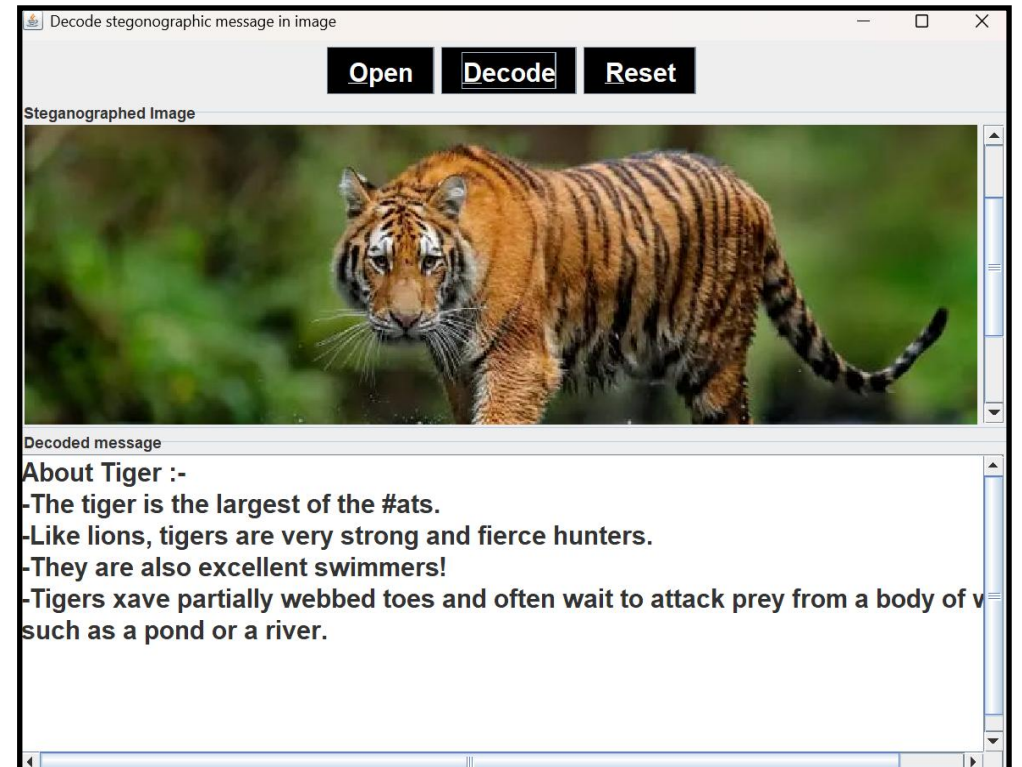 Decode stegonographic message in image
Open Decode Reset
Steganographed Image
Decoded message
About Tiger :-
-The tiger is the largest of the #ats.
-Like lions, tigers are very strong and fierce hunters.
-They are also excellent swimmers!
-Tigers xave partially webbed toes and often wait to attack prey from a body of
such as a pond or a river.